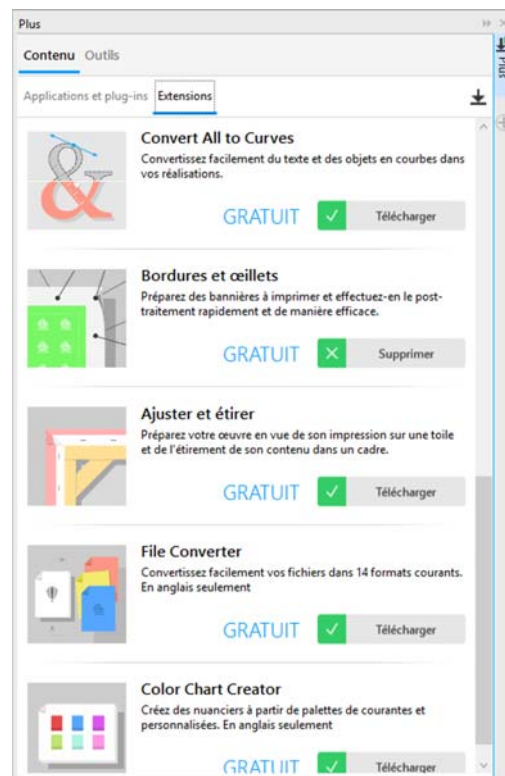 Plus
Contenu Outils
Applications et plug-ins Extensions
Convert All to Curves
Convertissez facilement du texte et des objets en courbes dans
vos réalisations.
GRATUIT Télécharger
Bordures et œillets
Préparez des bannières à imprimer et effectuez-en le post-
traitement rapidement et de manière efficace.
GRATUIT Supprimer
Ajuster et étirer
Préparez votre œuvre en vue de son impression sur une toile
et de l'étirement de son contenu dans un cadre.
GRATUIT Télécharger
File Converter
Convertissez facilement vos fichiers dans 14 formats courants.
En anglais seulement
GRATUIT Télécharger
Color Chart Creator
Créez des nuanciers à partir de palettes de courantes et
personnalisées. En anglais seulement
GRATUIT Télécharger
Plus